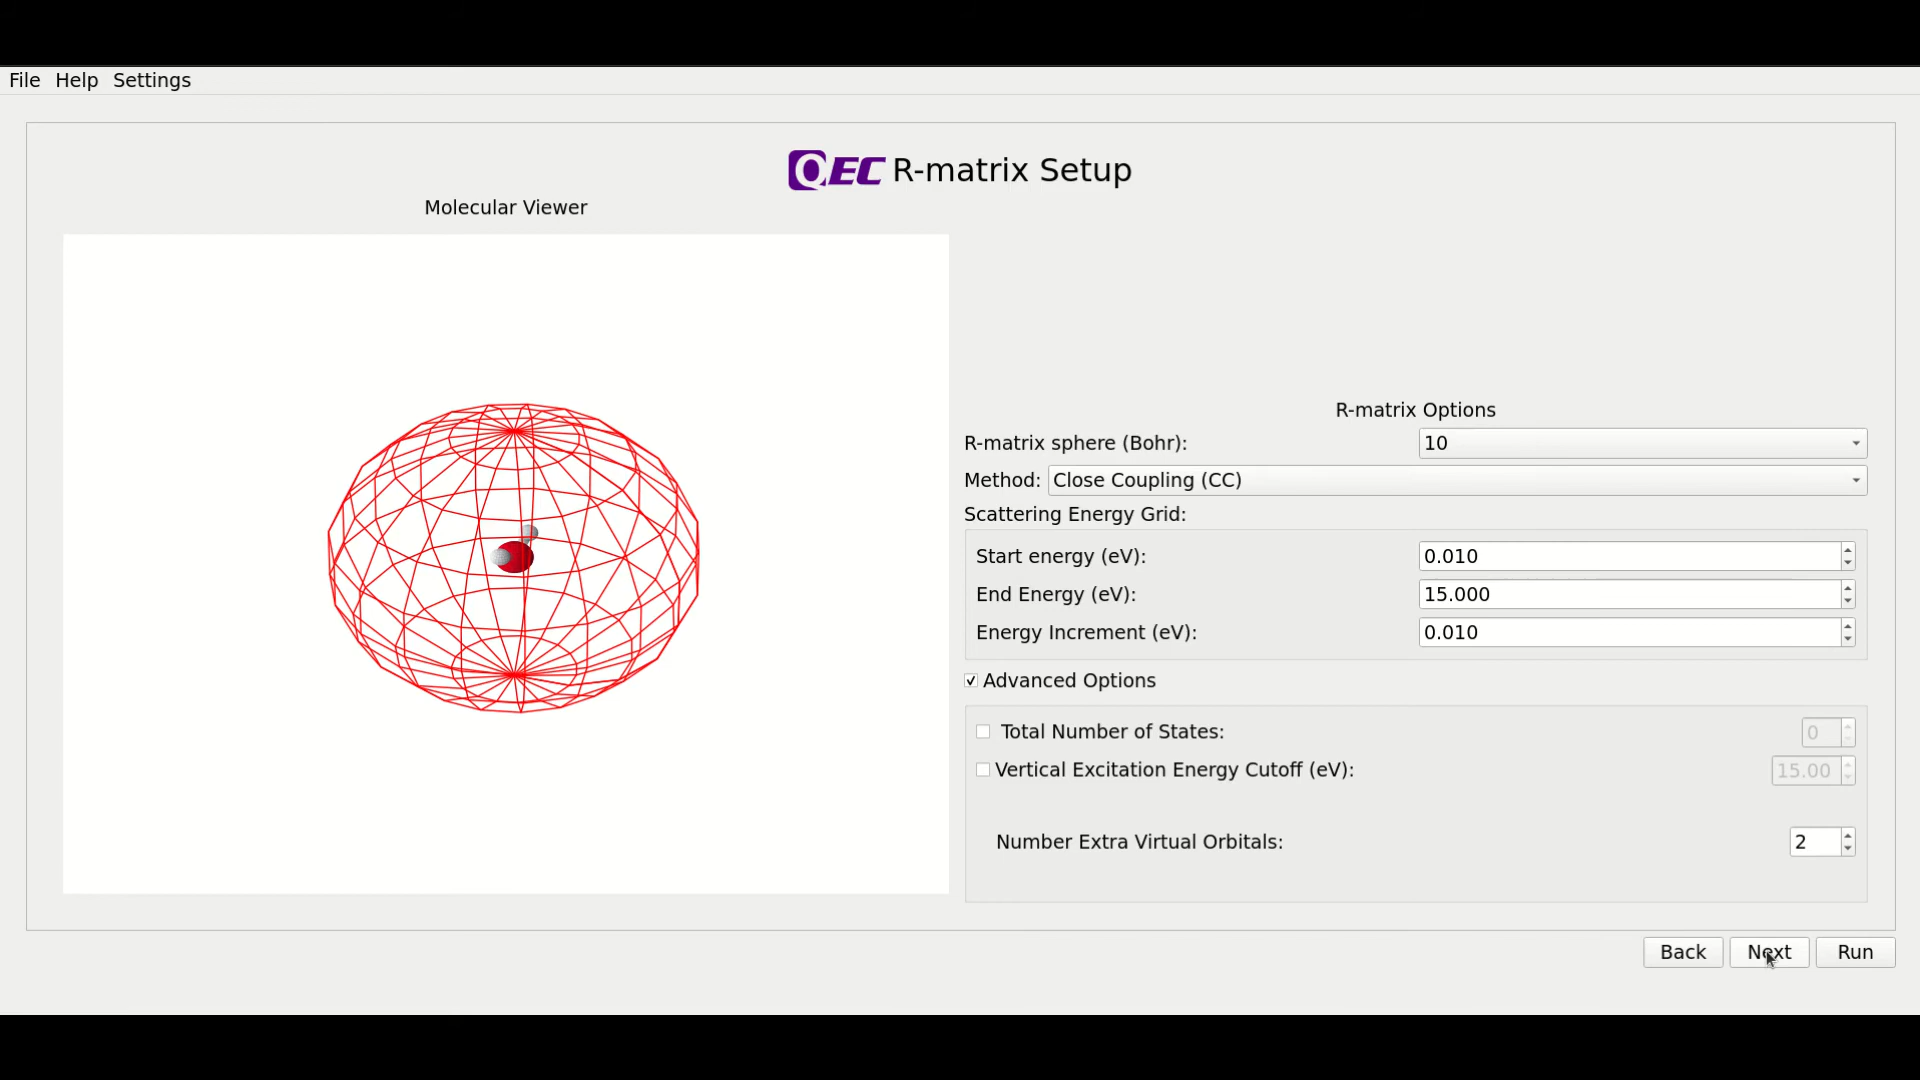 File Help Settings
QEC R-matrix Setup
Molecular Viewer
R-matrix Options
R-matrix sphere (Bohr): 10
Method: Close Coupling (CC)
Scattering Energy Grid:
Start energy (eV): 0.010
End Energy (eV): 15.000
Energy Increment (eV): 0.010
Advanced Options
Total Number of States: 0
Vertical Excitation Energy Cutoff (eV): 15.00
Number Extra Virtual Orbitals: 2
Back Next Run